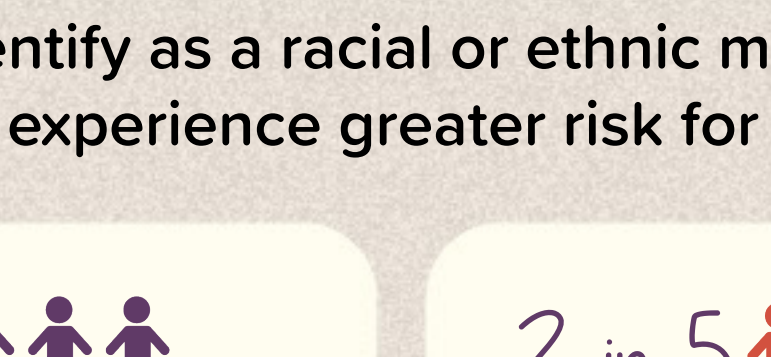 entify as a racial or ethnic m
experience greater risk for
2 in 5